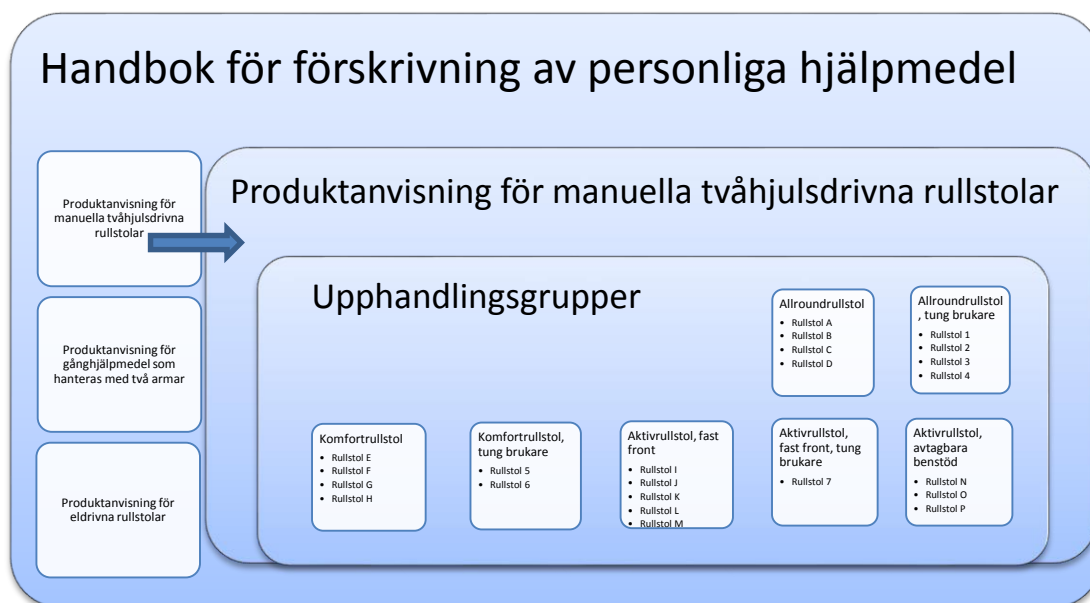 Handbok för förskrivning av personliga hjälpmedel
Produktanvisning för
manuella tvåhjulsdrivna
rullstolar
Produktanvisning för
gånghjälpmedel som
hanteras med två armar
Produktanvisning för
eldrivna rullstolar
Produktanvisning för manuella tvåhjulsdrivna rullstolar
Upphandlingsgrupper
Allroundrullstol
• Rullstol A
• Rullstol B
• Rullstol C
• Rullstol D
Allroundrullstol
, tung brukare
• Rullstol 1
• Rullstol 2
• Rullstol 3
• Rullstol 4
Komfortrullstol
• Rullstol E
• Rullstol F
• Rullstol G
• Rullstol H
Komfortrullstol,
tung brukare
• Rullstol 5
• Rullstol 6
Aktivrullstol, fast
front
• Rullstol I
• Rullstol J
• Rullstol K
• Rullstol L
• Rullstol M
Aktivrullstol,
fast front, tung
brukare
• Rullstol 7
Aktivrullstol,
avtagbara
benstöd
• Rullstol N
• Rullstol O
• Rullstol P